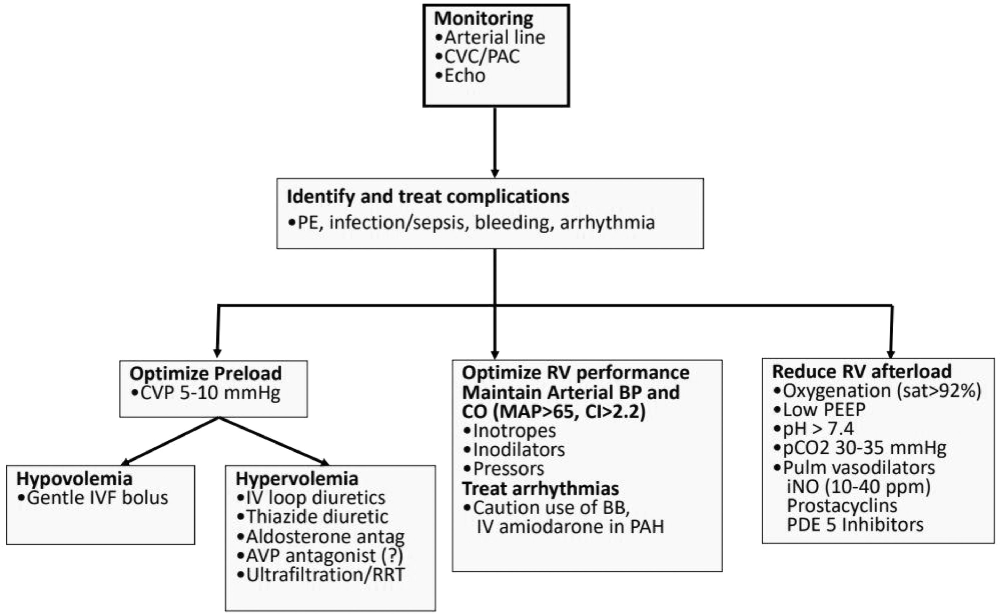 Monitoring
•Arterial line
•CVC/PAC
•Echo
Identify and treat complications
•PE, infection/sepsis, bleeding, arrhythmia
Optimize Preload
•CVP 5-10 mmHg
Hypovolemia
•Gentle IVF bolus
Hypervolemia
•IV loop diuretics
•Thiazide diuretic
•Aldosterone antag
•AVP antagonist (?)
•Ultrafiltration/RRT
Optimize RV performance
Maintain Arterial BP and
CO (MAP>65, CI>2.2)
•Inotropes
•Inodilators
•Pressors
Treat arrhythmias
•Caution use of BB,
IV amiodarone in PAH
Reduce RV afterload
•Oxygenation (sat>92%)
•Low PEEP
•pH > 7.4
•pCO2 30-35 mmHg
•Pulm vasodilators
iNO (10-40 ppm)
Prostacyclins
PDE 5 Inhibitors